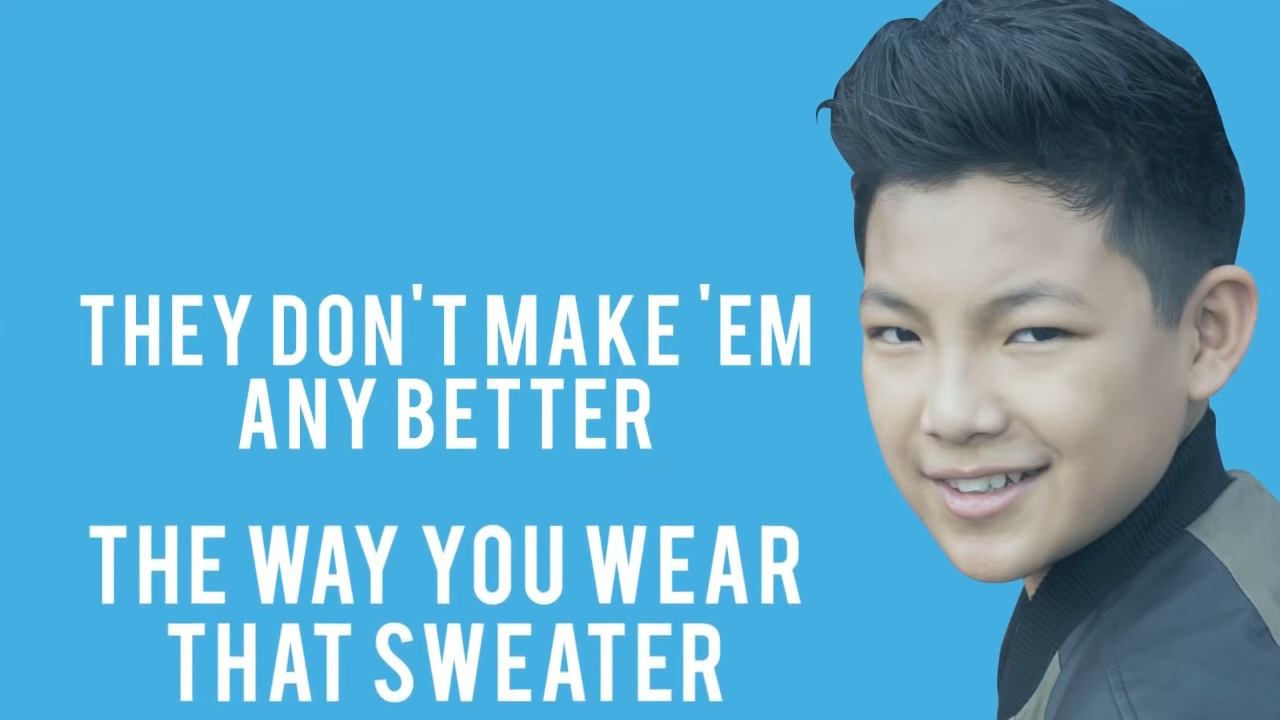 THEY DON'T MAKE 'EM
ANY BETTER
THE WAY YOU WEAR
THAT SWEATER